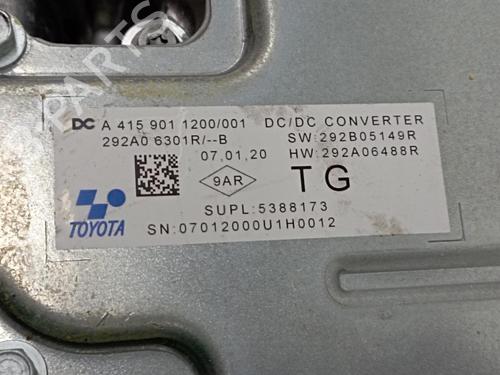 DC A 415 901 1200/001 DC/DC CONVERTER
292A0 6301R/--B SW:292B05149R
07,01,20 HW:292A06488R
9AR TG
TOYOTA
SUPL:5388173
SN:07012000U1H0012